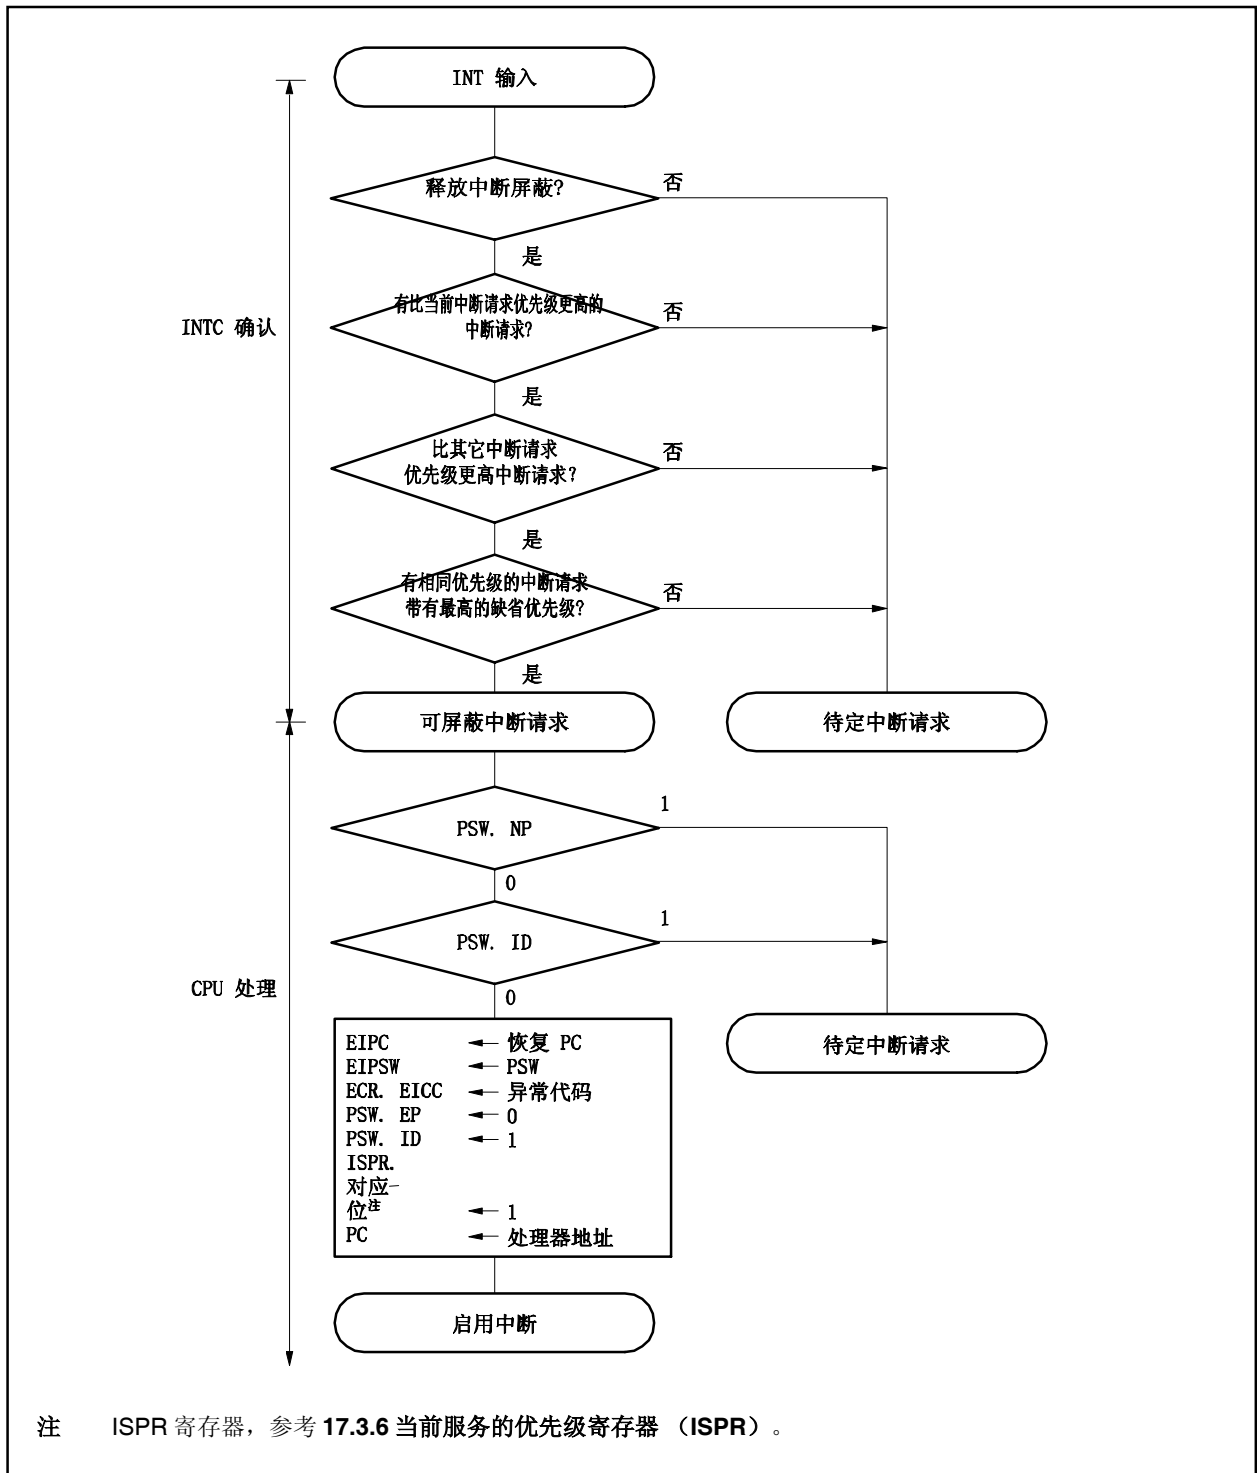 INT 输入
释放中断屏蔽?
否
是
有比当前中断请求优先级更高的
中断请求?
否
INTC 确认
是
比其它中断请求
优先级更高中断请求?
否
是
有相同优先级的中断请求
带有最高的缺省优先级?
否
是
可屏蔽中断请求
待定中断请求
PSW. NP
1
0
PSW. ID
1
CPU 处理
0
EIPC ← 恢复 PC
EIPSW ← PSW
ECR. EICC ← 异常代码
PSW. EP ← 0
PSW. ID ← 1
ISPR.
对应-
位注 ← 1
PC ← 处理器地址
待定中断请求
启用中断
注 ISPR 寄存器，参考 17.3.6 当前服务的优先级寄存器 （ISPR）。